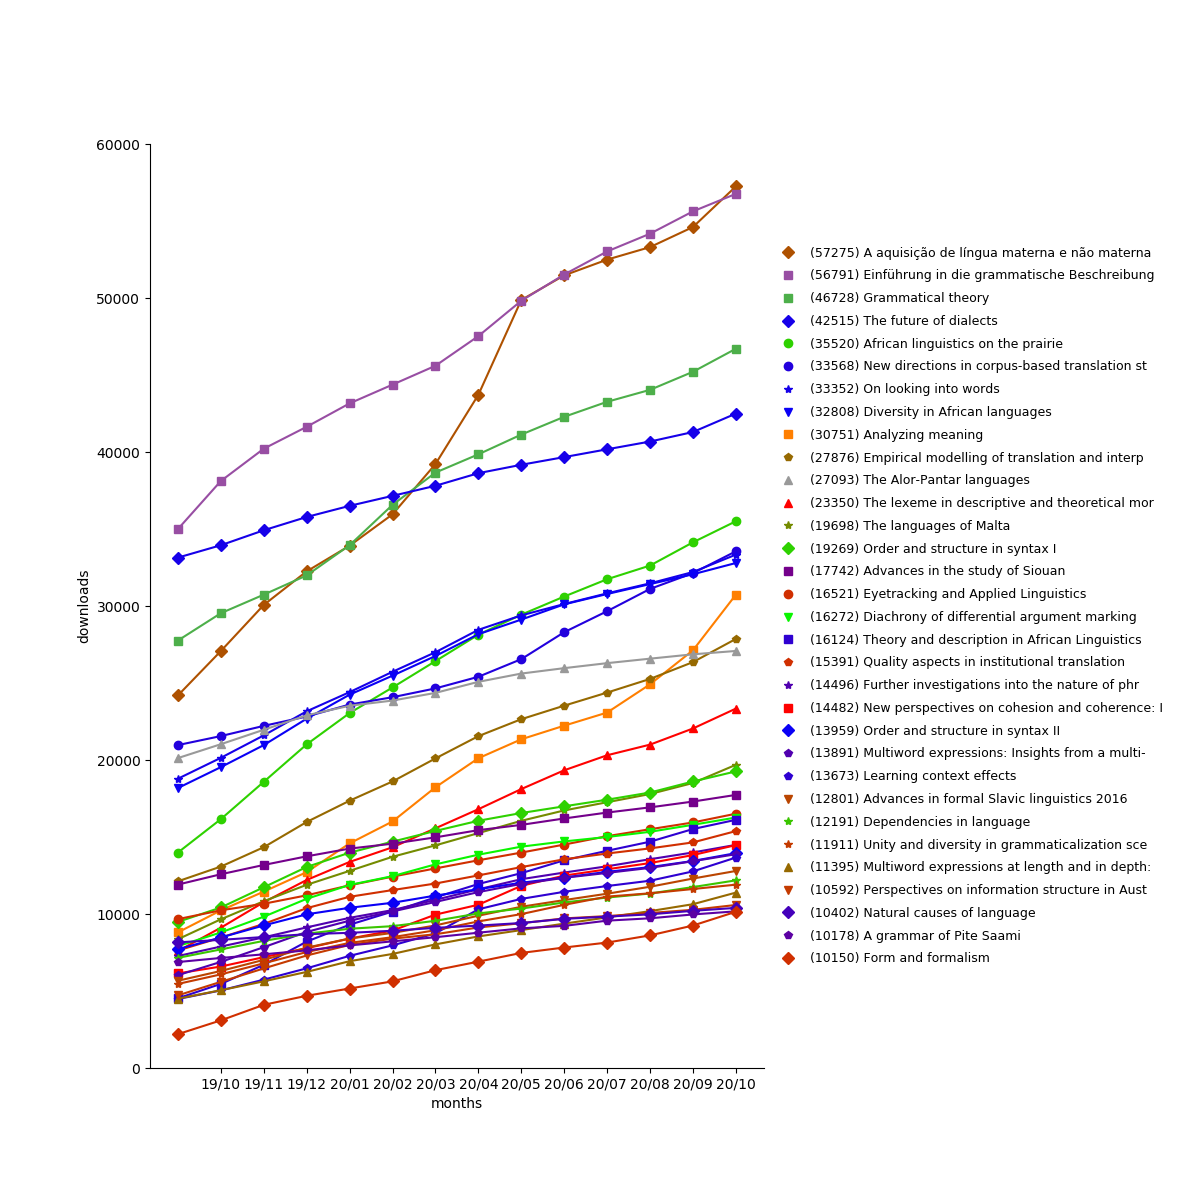 60000
50000
40000
30000
20000
10000
0
downloads
19/10 19/11 19/12 20/01 20/02 20/03 20/04 20/05 20/06 20/07 20/08 20/09 20/10
months
(57275) A aquisição de língua materna e não materna
(56791) Einführung in die grammatische Beschreibung
(46728) Grammatical theory
(42515) The future of dialects
(35520) African linguistics on the prairie
(33568) New directions in corpus-based translation st
(33352) On looking into words
(32808) Diversity in African languages
(30751) Analyzing meaning
(27876) Empirical modelling of translation and interp
(27093) The Alor-Pantar languages
(23350) The lexeme in descriptive and theoretical mor
(19698) The languages of Malta
(19269) Order and structure in syntax I
(17742) Advances in the study of Siouan
(16521) Eyetracking and Applied Linguistics
(16272) Diachrony of differential argument marking
(16124) Theory and description in African Linguistics
(15391) Quality aspects in institutional translation
(14496) Further investigations into the nature of phr
(14482) New perspectives on cohesion and coherence: I
(13959) Order and structure in syntax II
(13891) Multiword expressions: Insights from a multi-
(13673) Learning context effects
(12801) Advances in formal Slavic linguistics 2016
(12191) Dependencies in language
(11911) Unity and diversity in grammaticalization sce
(11395) Multiword expressions at length and in depth:
(10592) Perspectives on information structure in Aust
(10402) Natural causes of language
(10178) A grammar of Pite Saami
(10150) Form and formalism